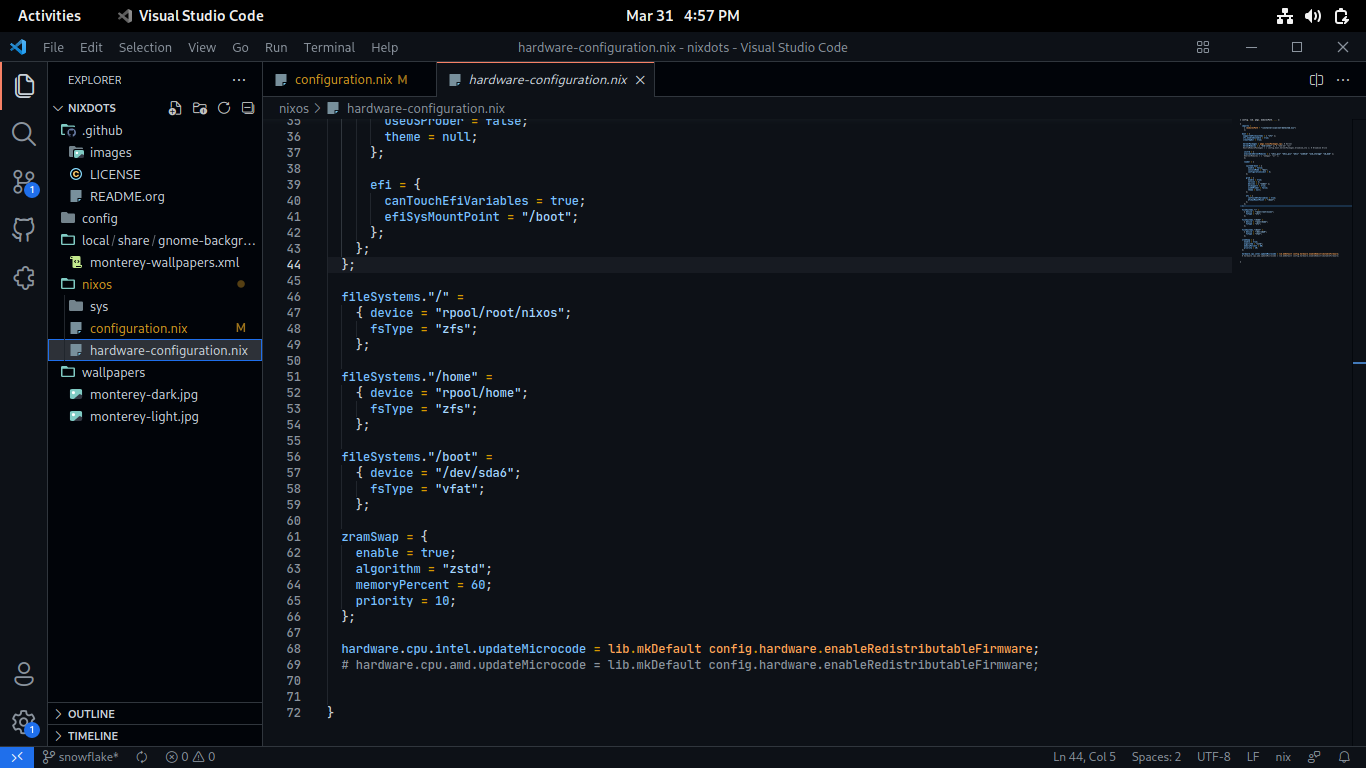 Activities
Visual Studio Code
Mar 31 4:57 PM
File Edit Selection View Go Run Terminal Help
hardware-configuration.nix - nixdots - Visual Studio Code
EXPLORER
NIXDOTS
.github
images
LICENSE
README.org
config
local / share / gnome-backgr...
monterey-wallpapers.xml
nixos
sys
configuration.nix M
hardware-configuration.nix
wallpapers
monterey-dark.jpg
monterey-light.jpg
OUTLINE
TIMELINE
configuration.nix M
hardware-configuration.nix
nixos > hardware-configuration.nix
35 useOSProber = false;
36 theme = null;
37 };
38
39 efi = {
40 canTouchEfiVariables = true;
41 efiSysMountPoint = "/boot";
42 };
43 };
44 };
45
46 fileSystems."/" =
47 { device = "rpool/root/nixos";
48 fsType = "zfs";
49 };
50
51 fileSystems."/home" =
52 { device = "rpool/home";
53 fsType = "zfs";
54 };
55
56 fileSystems."/boot" =
57 { device = "/dev/sda6";
58 fsType = "vfat";
59 };
60
61 zramSwap = {
62 enable = true;
63 algorithm = "zstd";
64 memoryPercent = 60;
65 priority = 10;
66 };
67
68 hardware.cpu.intel.updateMicrocode = lib.mkDefault config.hardware.enableRedistributableFirmware;
69 # hardware.cpu.amd.updateMicrocode = lib.mkDefault config.hardware.enableRedistributableFirmware;
70
71
72 }
1
1
snowflake*
0 0
Ln 44, Col 5
Spaces: 2
UTF-8
LF
nix